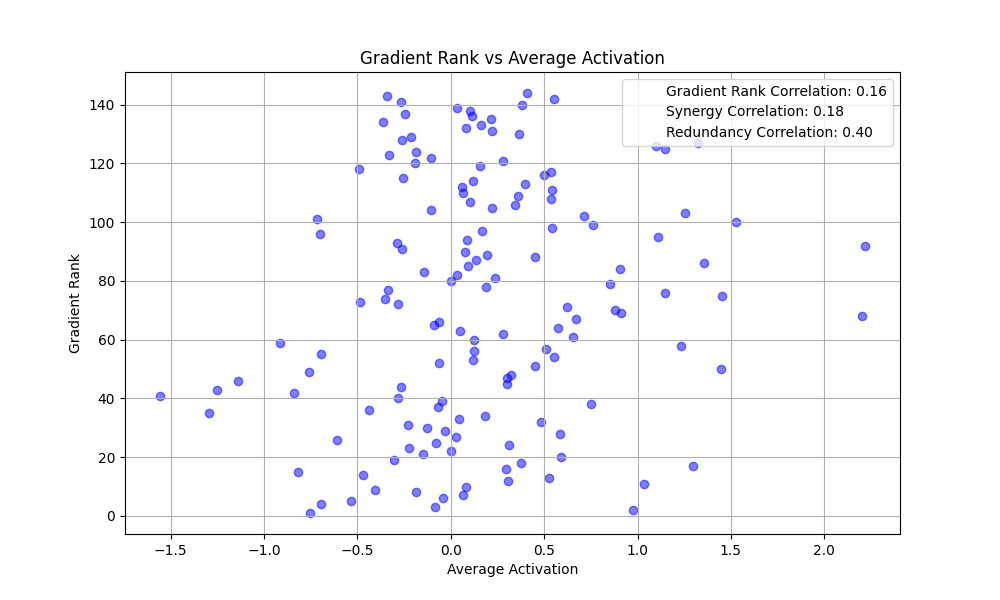 Gradient Rank vs Average Activation
Gradient Rank Correlation: 0.16
Synergy Correlation: 0.18
Redundancy Correlation: 0.40
140
120
100
80
60
40
20
0
Gradient Rank
−1.5 −1.0 −0.5 0.0 0.5 1.0 1.5 2.0
Average Activation